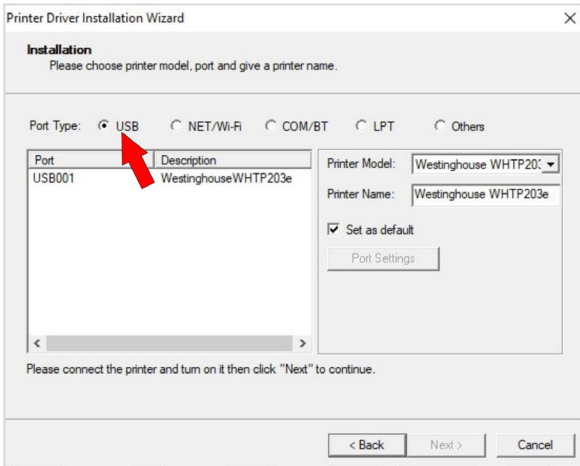 Printer Driver Installation Wizard
Installation
Please choose printer model, port and give a printer name.
Port Type: USB NET/Wi-Fi COM/BT LPT Others
Port Description
USB001 WestinghouseWHTP203e
Printer Model: Westinghouse WHTP20
Printer Name: Westinghouse WHTP203e
Set as default
Port Settings
Please connect the printer and turn on it then click "Next" to continue.
< Back Next > Cancel